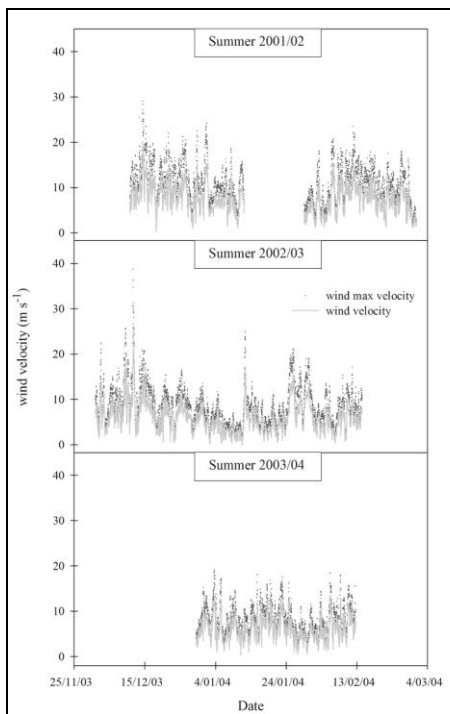 Summer 2001/02
40
30
20
10
0
Summer 2002/03
40
wind max velocity
wind velocity
30
20
10
0
wind velocity (m s⁻¹)
Summer 2003/04
40
30
20
10
0
25/11/03 15/12/03 4/01/04 24/01/04 13/02/04 4/03/04
Date